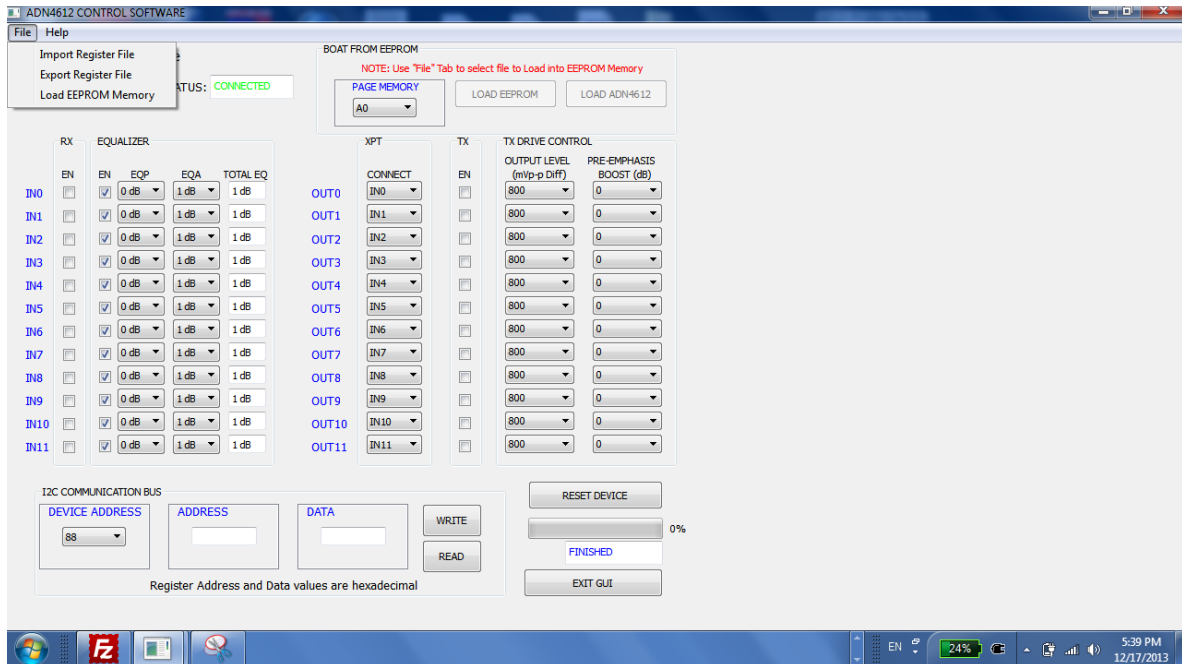 ADN4612 CONTROL SOFTWARE
File Help
Import Register File
Export Register File
Load EEPROM Memory
ATUS: CONNECTED
BOAT FROM EEPROM
NOTE: Use "File" Tab to select file to Load into EEPROM Memory
PAGE MEMORY
A0
LOAD EEPROM LOAD ADN4612
RX EQUALIZER XPT TX TX DRIVE CONTROL
OUTPUT LEVEL PRE-EMPHASIS
EN EN EQP EQA TOTAL EQ CONNECT EN (mVp-p Diff) BOOST (dB)
IN0 0 dB 1 dB 1 dB OUT0 IN0 800 0
IN1 0 dB 1 dB 1 dB OUT1 IN1 800 0
IN2 0 dB 1 dB 1 dB OUT2 IN2 800 0
IN3 0 dB 1 dB 1 dB OUT3 IN3 800 0
IN4 0 dB 1 dB 1 dB OUT4 IN4 800 0
IN5 0 dB 1 dB 1 dB OUT5 IN5 800 0
IN6 0 dB 1 dB 1 dB OUT6 IN6 800 0
IN7 0 dB 1 dB 1 dB OUT7 IN7 800 0
IN8 0 dB 1 dB 1 dB OUT8 IN8 800 0
IN9 0 dB 1 dB 1 dB OUT9 IN9 800 0
IN10 0 dB 1 dB 1 dB OUT10 IN10 800 0
IN11 0 dB 1 dB 1 dB OUT11 IN11 800 0
I2C COMMUNICATION BUS
DEVICE ADDRESS ADDRESS DATA
88
WRITE
READ
Register Address and Data values are hexadecimal
RESET DEVICE
0%
FINISHED
EXIT GUI
Fz
EN 24% 5:39 PM
12/17/2013